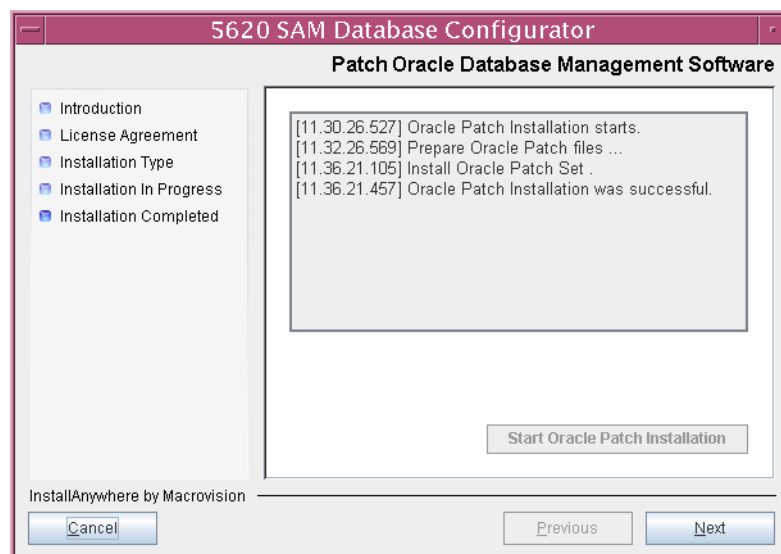 5620 SAM Database Configurator
Patch Oracle Database Management Software
Introduction
License Agreement
Installation Type
Installation In Progress
Installation Completed
[11.30.26.527] Oracle Patch Installation starts.
[11.32.26.569] Prepare Oracle Patch files ...
[11.36.21.105] Install Oracle Patch Set .
[11.36.21.457] Oracle Patch Installation was successful.
Start Oracle Patch Installation
InstallAnywhere by Macrovision
Cancel
Previous
Next